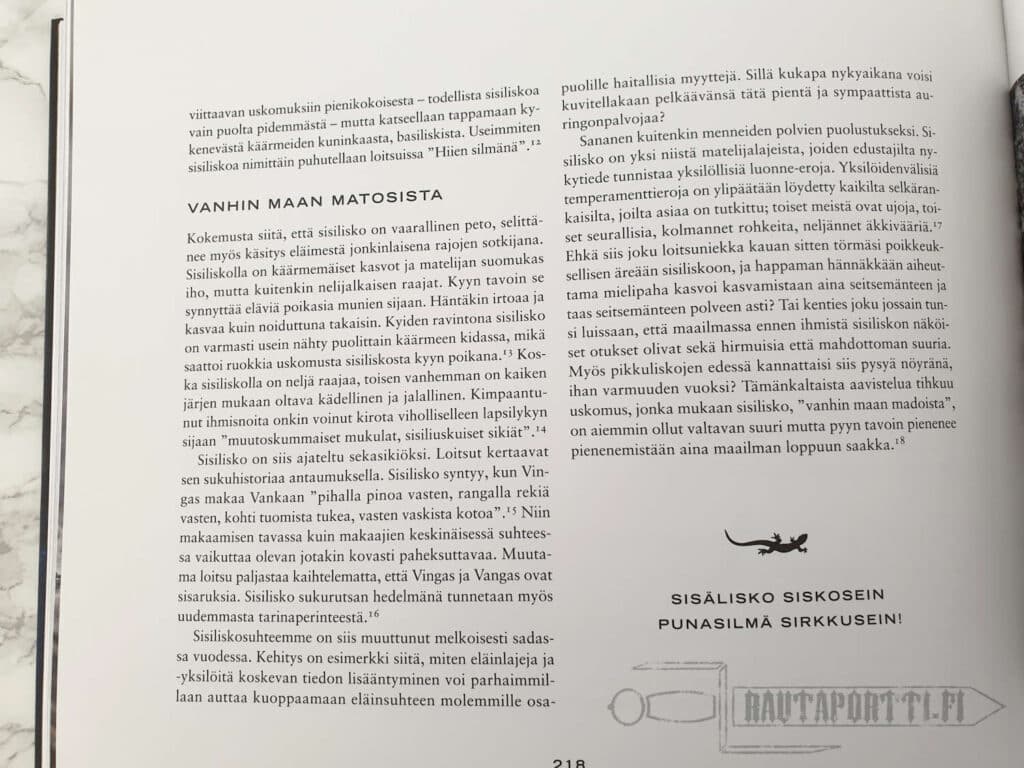 viittaavan uskomuksiin pienikokoisesta – todellista sisiliskoa
vain puolta pidemmästä – mutta katseellaan tappamaan ky-
kenevästä käärmeiden kuninkaasta, basiliskista. Useimmiten
sisiliskoa nimittäin puhutellaan loitsuissa ”Hiien silmänä”.¹²
VANHIN MAAN MATOSISTA
Kokemusta siitä, että sisilisko on vaarallinen peto, selittä-
nee myös käsitys eläimestä jonkinlaisena rajojen sotkijana.
Sisiliskolla on käärmemäiset kasvot ja matelijan suomukas
iho, mutta kuitenkin nelijalkaisen raajat. Kyyn tavoin se
synnyttää eläviä poikasia munien sijaan. Häntäkin irtoaa ja
kasvaa kuin noiduttuna takaisin. Kyiden ravintona sisilisko
on varmasti usein nähty puolittain käärmeen kidassa, mikä
saattoi ruokkia uskomusta sisiliskosta kyyn poikana.¹³ Kos-
ka sisiliskolla on neljä raajaa, toisen vanhemman on kaiken
järjen mukaan oltava kädellinen ja jalallinen. Kimpaantu-
nut ihmisnoita onkin voinut kirota viholliselleen lapsilykyn
sijaan ”muutoskummaiset mukulat, sisiliuskuiset sikiät”.¹⁴
Sisilisko on siis ajateltu sekasikiöksi. Loitsut kertaavat
sen sukuhistoriaa antaumuksella. Sisilisko syntyy, kun Vin-
gas makaa Vankaan ”pihalla pinoa vasten, rangalla rekiä
vasten, kohti tuomista tukea, vasten vaskista kotoa”.¹⁵ Niin
makaamisen tavassa kuin makaajien keskinäisessä suhtees-
sa vaikuttaa olevan jotakin kovasti paheksuttavaa. Muuta-
ma loitsu paljastaa kaihtelematta, että Vingas ja Vangas ovat
sisaruksia. Sisilisko sukurutsan hedelmänä tunnetaan myös
uudemmasta tarinaperinteestä.¹⁶
Sisiliskosuhteemme on siis muuttunut melkoisesti sadas-
sa vuodessa. Kehitys on esimerkki siitä, miten eläinlajeja ja
-yksilöitä koskevan tiedon lisääntyminen voi parhaimmil-
laan auttaa kuoppaamaan eläinsuhteen molemmille osa-
puolille haitallisia myyttejä. Sillä kukapa nykyaikana voisi
kuvitellakaan pelkäävänsä tätä pientä ja sympaattista au-
ringonpalvojaa?
Sananen kuitenkin menneiden polvien puolustukseksi. Si-
silisko on yksi niistä matelijalajeista, joiden edustajilta ny-
kytiede tunnistaa yksilöllisiä luonne-eroja. Yksilöidenvälisiä
temperamenttieroja on ylipäätään löydetty kaikilta selkäran-
kaisilta, joilta asiaa on tutkittu; toiset meistä ovat ujoja, toi-
set seurallisia, kolmannet rohkeita, neljännet äkkivääriä.¹⁷
Ehkä siis joku loitsuniekka kauan sitten törmäsi poikkeuk-
sellisen äreään sisiliskoon, ja happaman hännäkkään aiheut-
tama mielipaha kasvoi kasvamistaan aina seitsemänteen ja
taas seitsemänteen polveen asti? Tai kenties joku jossain tun-
si luissaan, että maailmassa ennen ihmistä sisiliskon näköi-
set otukset olivat sekä hirmuisia että mahdottoman suuria.
Myös pikkuliskojen edessä kannattaisi siis pysyä nöyränä,
ihan varmuuden vuoksi? Tämänkaltaista aavistelua tihkuu
uskomus, jonka mukaan sisilisko, ”vanhin maan madoista”,
on aiemmin ollut valtavan suuri mutta pyyn tavoin pienenee
pienenemistään aina maailman loppuun saakka.¹⁸
SISÄLISKO SISKOSEIN
PUNASILMÄ SIRKKUSEIN!
RAUTAPORTTI.FI
218